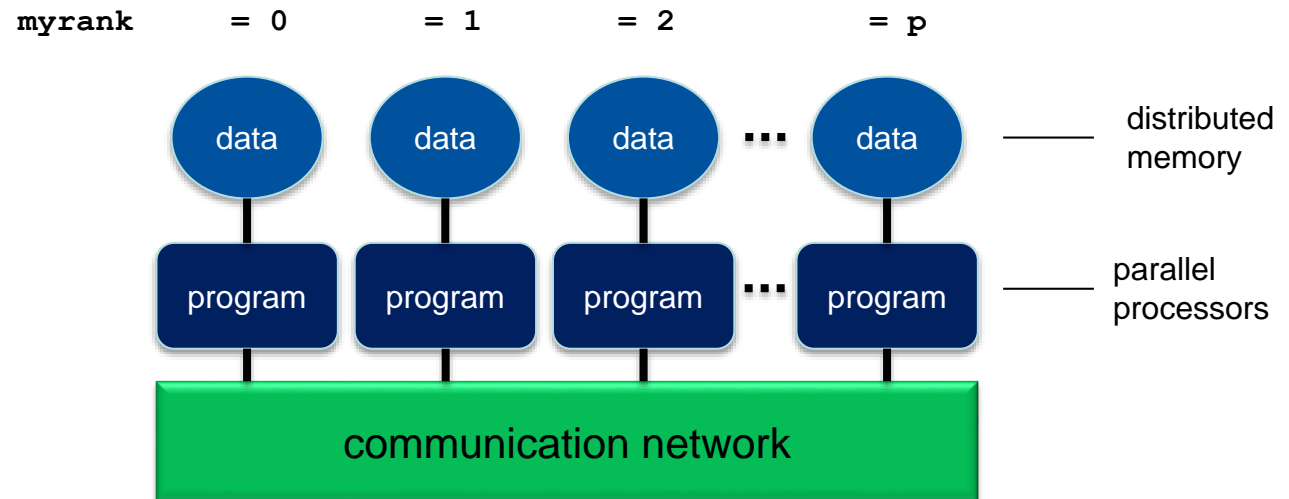 myrank = 0 = 1 = 2 = p
data data data ... data
distributed
memory
program program program ... program
parallel
processors
communication network